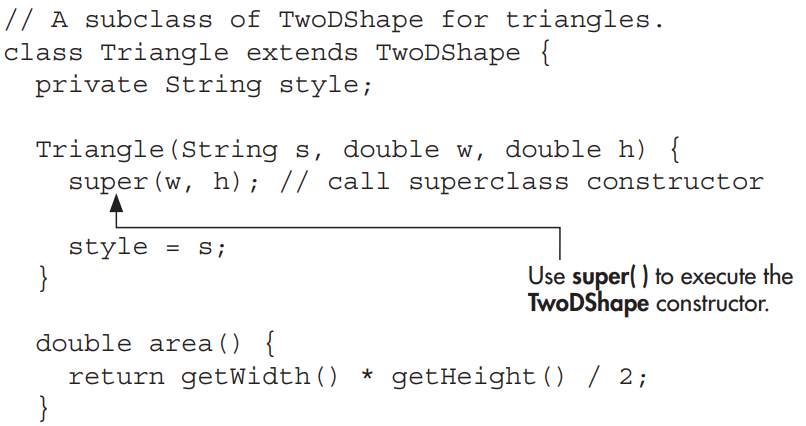 // A subclass of TwoDShape for triangles.
class Triangle extends TwoDShape {
  private String style;

  Triangle(String s, double w, double h) {
    super(w, h); // call superclass constructor

    style = s;
  }
Use super( ) to execute the
TwoDShape constructor.

  double area() {
    return getWidth() * getHeight() / 2;
  }